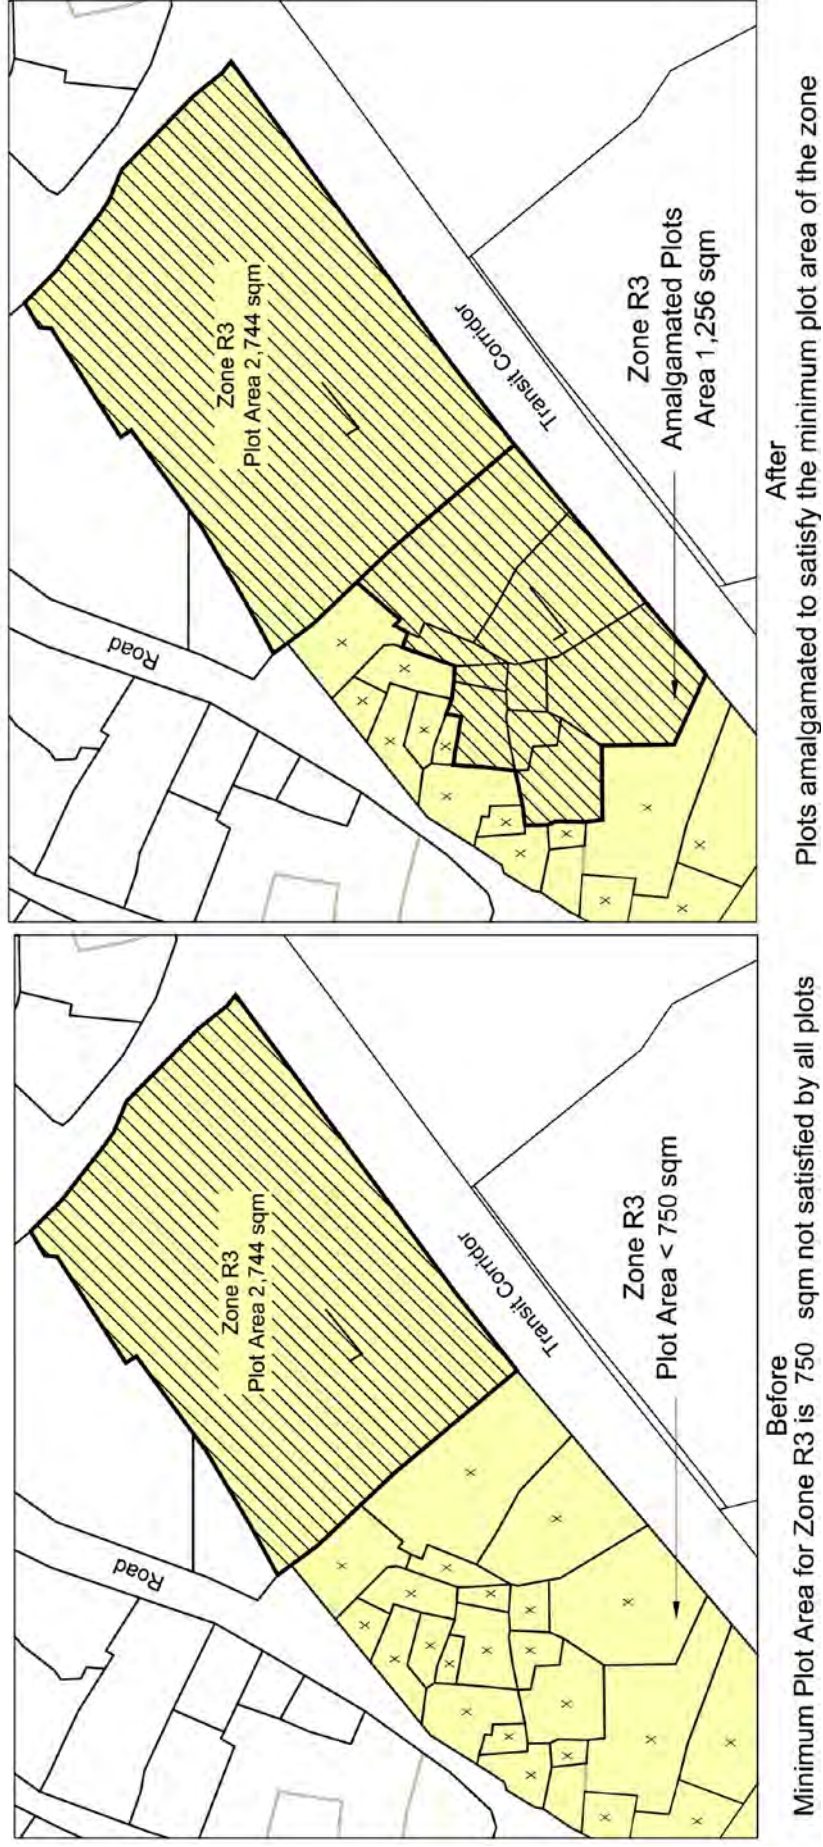 Road
Zone R3
Plot Area 2,744 sqm
Transit Corridor
Zone R3
Plot Area < 750 sqm
Before
Minimum Plot Area for Zone R3 is 750 sqm not satisfied by all plots
Road
Zone R3
Plot Area 2,744 sqm
Transit Corridor
Zone R3
Amalgamated Plots
Area 1,256 sqm
After
Plots amalgamated to satisfy the minimum plot area of the zone